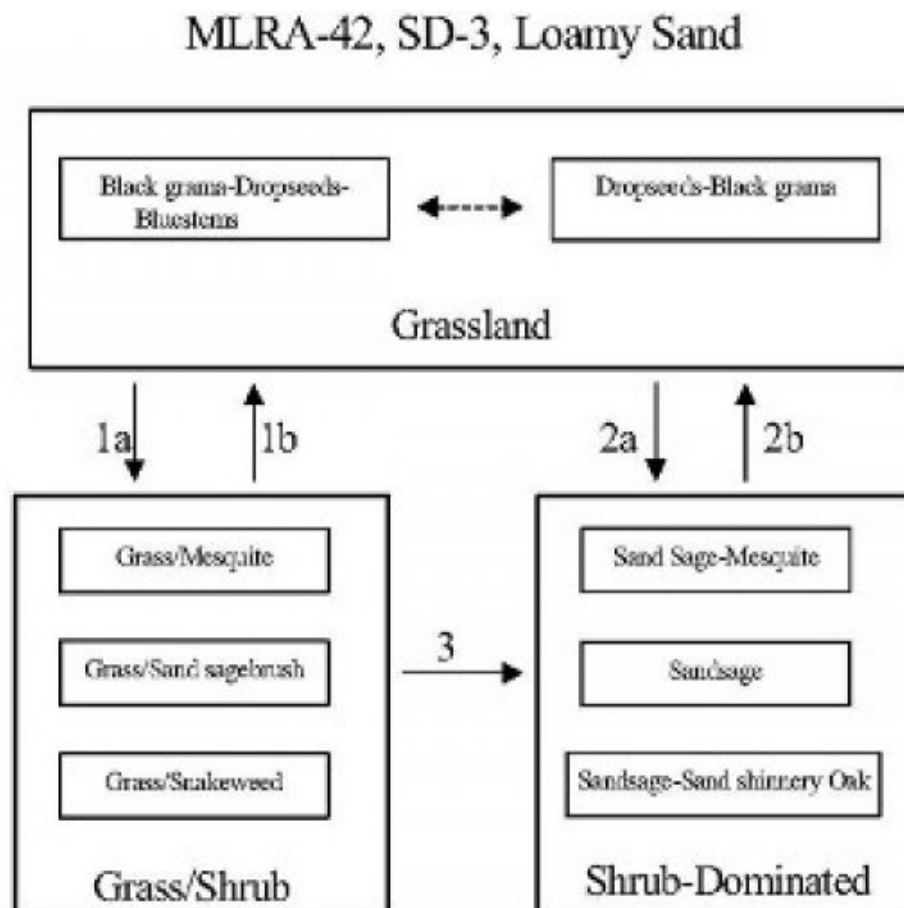 MLRA-42, SD-3, Loamy Sand
Black grama-Dropseeds-
Bluestems
Dropseeds-Black grama
Grassland
1a
1b
2a
2b
Grass/Mesquite
Grass/Sand sagebrush
Grass/Snakeweed
Grass/Shrub
3
Sand Sage-Mesquite
Sandsage
Sandsage-Sand shinnery Oak
Shrub-Dominated